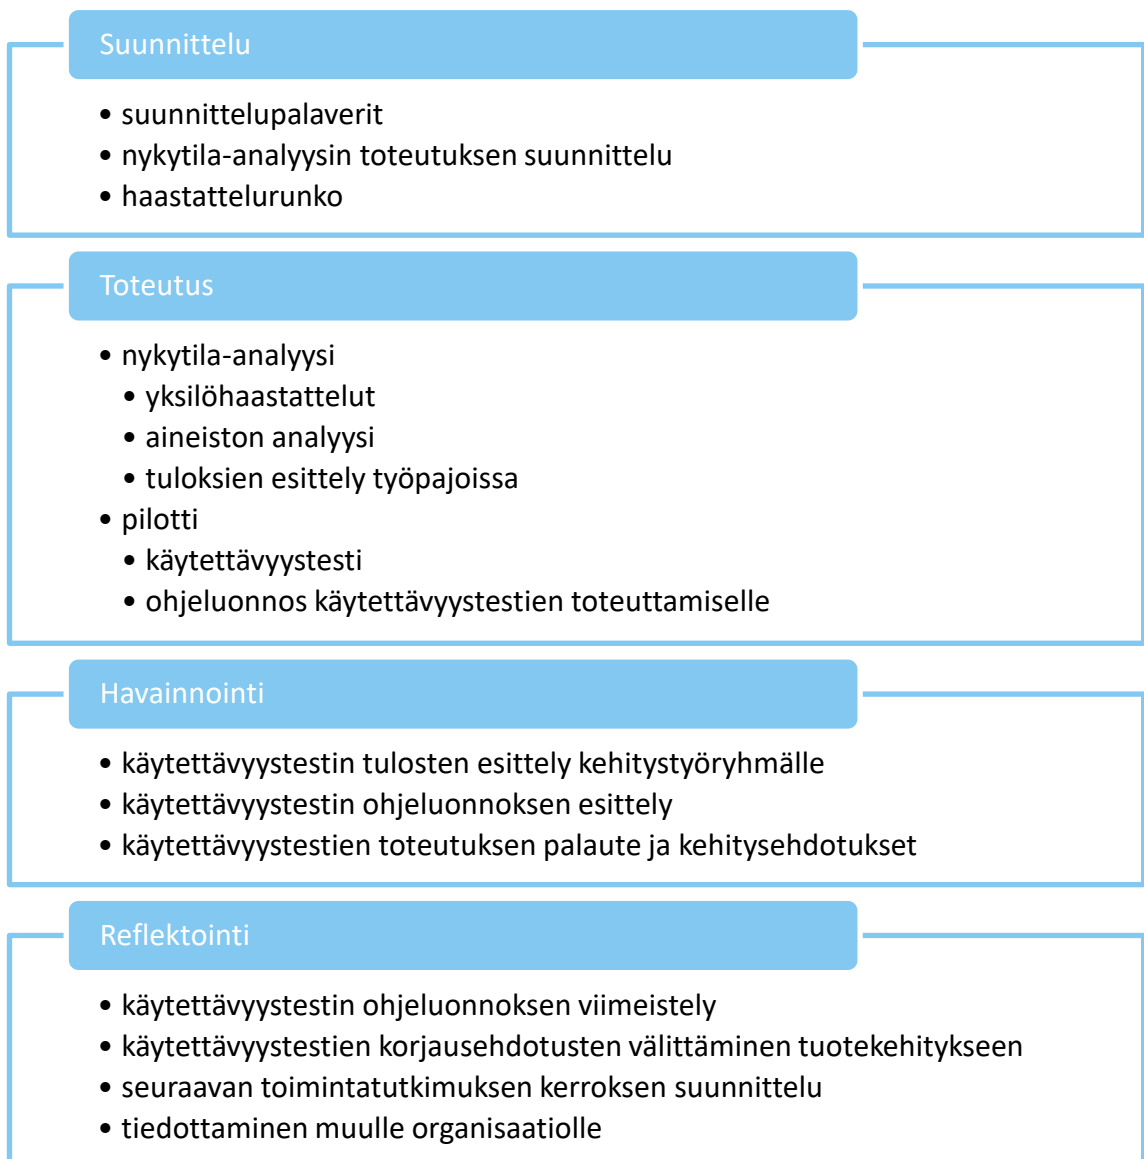 Suunnittelu
• suunnittelupalaverit
• nykytila-analyysin toteutuksen suunnittelu
• haastattelurunko
Toteutus
• nykytila-analyysi
• yksilöhaastattelut
• aineiston analyysi
• tuloksien esittely työpajoissa
• pilotti
• käytettävyystesti
• ohjeluonnos käytettävyystestien toteuttamiselle
Havainnointi
• käytettävyystestin tulosten esittely kehitystyöryhmälle
• käytettävyystestin ohjeluonnoksen esittely
• käytettävyystestien toteutuksen palaute ja kehitysehdotukset
Reflektointi
• käytettävyystestin ohjeluonnoksen viimeistely
• käytettävyystestien korjausehdotusten välittäminen tuotekehitykseen
• seuraavan toimintatutkimuksen kerroksen suunnittelu
• tiedottaminen muulle organisaatiolle